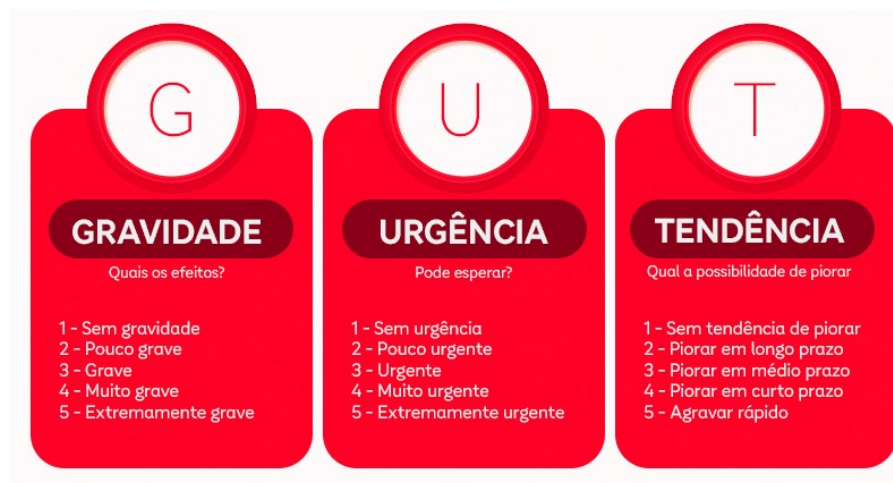 G
GRAVIDADE
Quais os efeitos?
1 - Sem gravidade
2 - Pouco grave
3 - Grave
4 - Muito grave
5 - Extremamente grave
U
URGÊNCIA
Pode esperar?
1 - Sem urgência
2 - Pouco urgente
3 - Urgente
4 - Muito urgente
5 - Extremamente urgente
T
TENDÊNCIA
Qual a possibilidade de piorar
1 - Sem tendência de piorar
2 - Piorar em longo prazo
3 - Piorar em médio prazo
4 - Piorar em curto prazo
5 - Agravar rápido